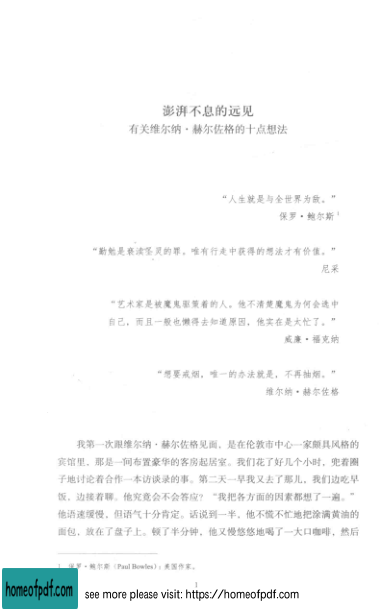 澎湃不息的远见
有关维尔纳·赫尔佐格的十点想法
“人生就是与全世界为敌。”
保罗·鲍尔斯1
“勤勉是亵渎圣灵的罪。唯有行走中获得的想法才有价值。”
尼采
“艺术家是被魔鬼驱策着的人。他不清楚魔鬼为何会选中
自己，而且一般也懒得去知道原因，他实在是太忙了。”
威廉·福克纳
“想要戒烟，唯一的办法就是，不再抽烟。”
维尔纳·赫尔佐格
我第一次跟维尔纳·赫尔佐格见面，是在伦敦市中心一家颇具风格的
宾馆里，那是一间布置豪华的客房起居室。我们花了好几个小时，兜着圈
子地讨论着合作一本访谈录的事。第二天一早我又去了那儿，我们边吃早
饭，边接着聊。他究竟会不会答应？“我把各方面的因素都想了一遍。”
他语速缓慢，但语气十分肯定。话说到一半，他不慌不忙地把涂满黄油的
面包，放在了盘子上。顿了半分钟，他又慢悠悠地喝了一大口咖啡，然后
1. 保罗·鲍尔斯（Paul Bowles）：美国作家。
1
homeofpdf.com
see more please visit: https://homeofpdf.com
homeofpdf.com